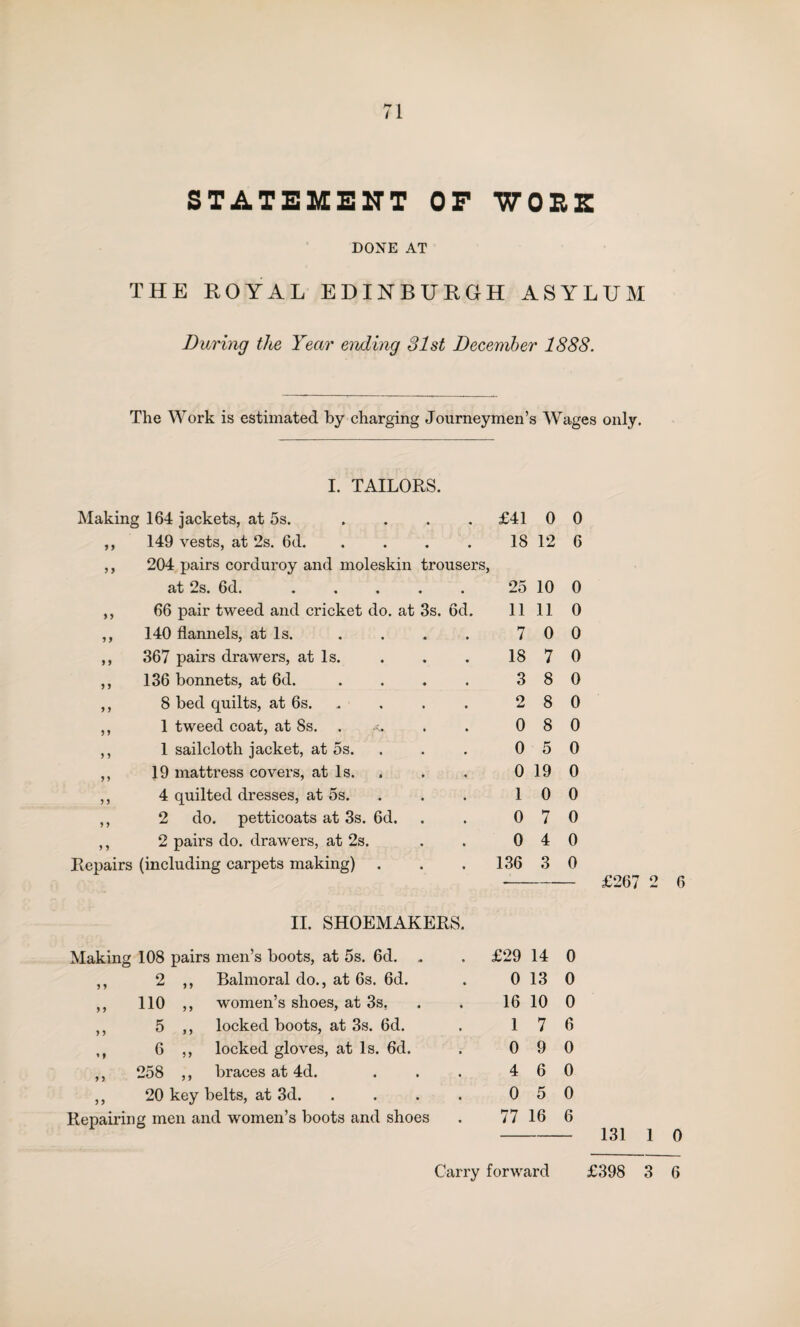 71
STATEMENT OF WORK
DONE AT
THE ROYAL EDINBURGH ASYLUM
During the Year ending 31st December 1888.
The Work is estimated by charging Journeymen's Wages only.
I. TAILORS.
Making 164 jackets, at 5s. . . . . £41 0 0
,, 149 vests, at 2s. 6d. . . . . 18 12 6
,, 204 pairs corduroy and moleskin trousers,
at 2s. 6d. . . . . . 25 10 0
,, 66 pair tweed and cricket do. at 3s. 6d. 11 11 0
,, 140 flannels, at 1s. . . . . 7 0 0
,, 367 pairs drawers, at 1s. . . . 18 7 0
,, 136 bonnets, at 6d. . . . . 3 8 0
,, 8 bed quilts, at 6s. . . . . 2 8 0
,, 1 tweed coat, at 8s. . . . . 0 8 0
,, 1 sailcloth jacket, at 5s. . . . 0 5 0
,, 19 mattress covers, at 1s. . . . 0 19 0
,, 4 quilted dresses, at 5s. . . . 1 0 0
,, 2 do. petticoats at 3s. 6d. . . 0 7 0
,, 2 pairs do. drawers, at 2s. . . 0 4 0
Repairs (including carpets making) . . . 136 3 0
£267 2 6
II. SHOEMAKERS.
Making 108 pairs men's boots, at 5s. 6d. . . £29 14 0
,, 2 ,, Balmoral do., at 6s. 6d. . 0 13 0
,, 110 ,, women's shoes, at 3s. . . 16 10 0
,, 5 ,, locked boots, at 3s. 6d. . 1 7 6
,, 6 ,, locked gloves, at 1s. 6d. . 0 9 0
,, 258 ,, braces at 4d. . . . 4 6 0
,, 20 key belts, at 3d. . . . . 0 5 0
Repairing men and women's boots and shoes . 77 16 6
131 1 0
Carry forward £398 3 6